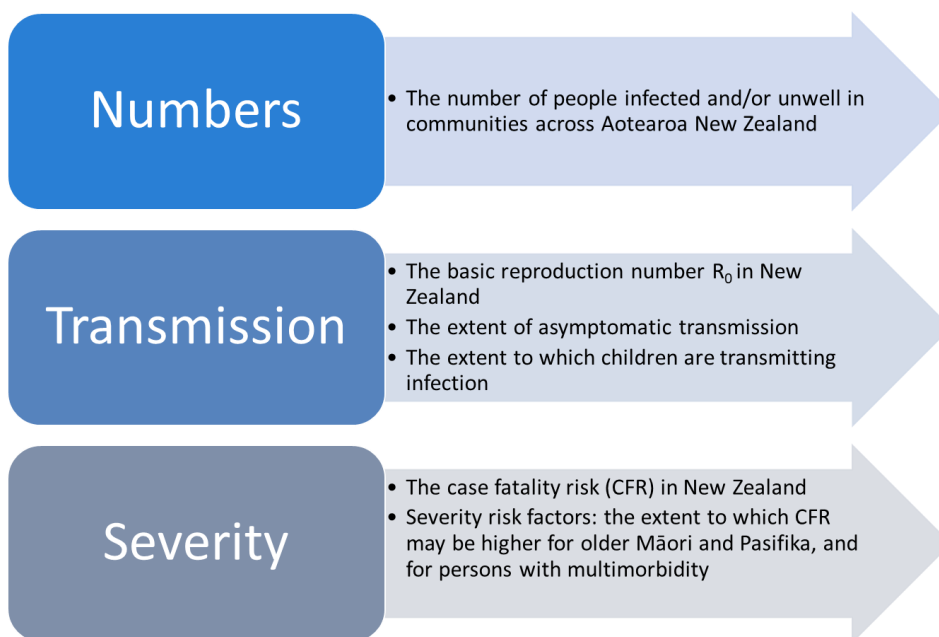 Numbers
• The number of people infected and/or unwell in
communities across Aotearoa New Zealand
Transmission
• The basic reproduction number R₀ in New
Zealand
• The extent of asymptomatic transmission
• The extent to which children are transmitting
infection
Severity
• The case fatality risk (CFR) in New Zealand
• Severity risk factors: the extent to which CFR
may be higher for older Māori and Pasifika, and
for persons with multimorbidity